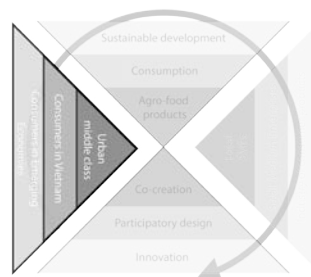 Sustainable development
Consumption
Agro-food
products
Consumers in Emerging
Economies
Consumers in Vietnam
Urban
middle class
Co-creation
Participatory design
Innovation